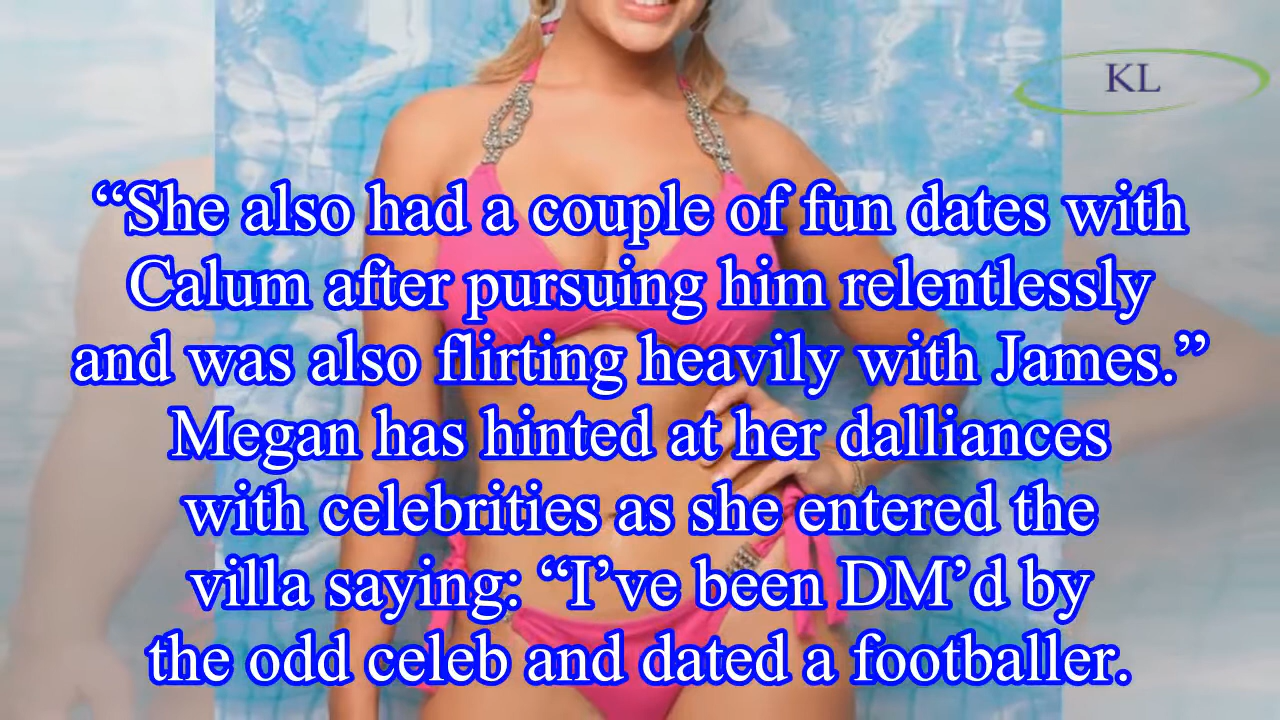 KL
“She also had a couple of fun dates with
Calum after pursuing him relentlessly
and was also flirting heavily with James.”
Megan has hinted at her dalliances
with celebrities as she entered the
villa saying: “I’ve been DM’d by
the odd celeb and dated a footballer.